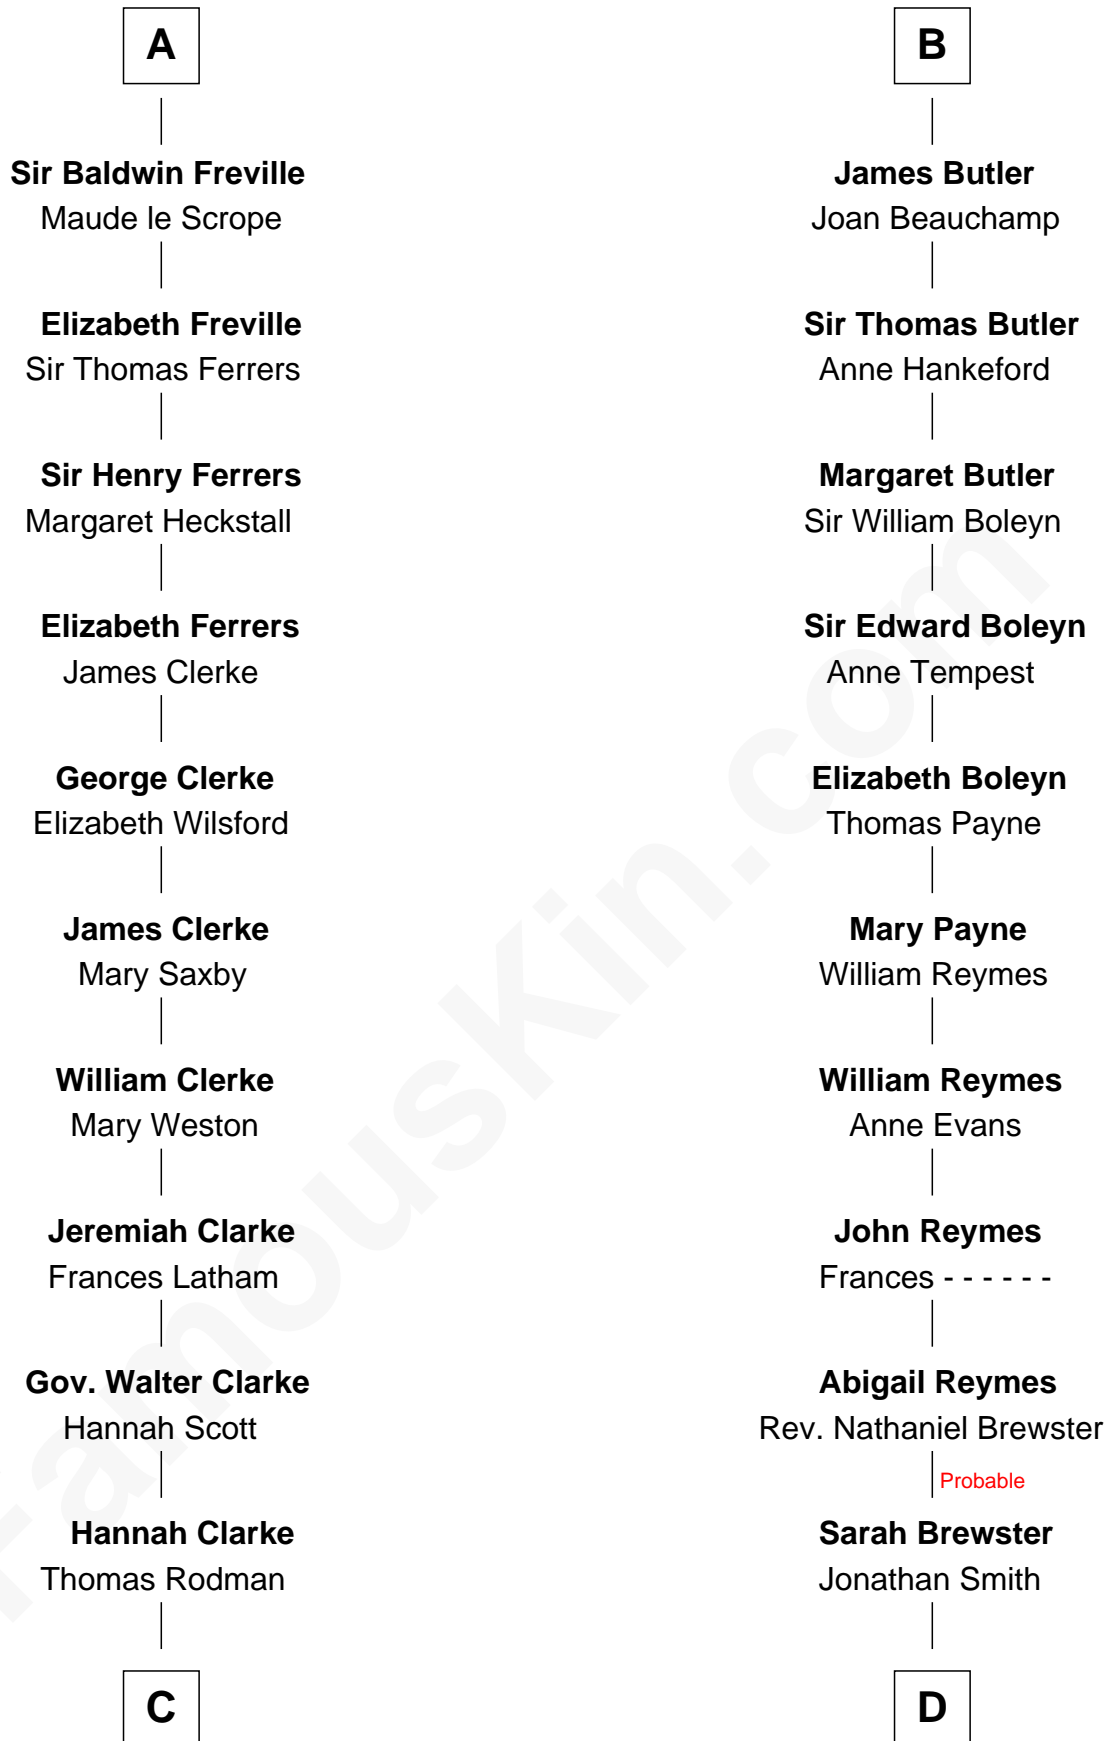 A
Sir Baldwin Freville
Maude le Scrope
Elizabeth Freville
Sir Thomas Ferrers
Sir Henry Ferrers
Margaret Heckstall
Elizabeth Ferrers
James Clerke
George Clerke
Elizabeth Wilsford
James Clerke
Mary Saxby
William Clerke
Mary Weston
Jeremiah Clarke
Frances Latham
Gov. Walter Clarke
Hannah Scott
Hannah Clarke
Thomas Rodman
C
B
James Butler
Joan Beauchamp
Sir Thomas Butler
Anne Hankeford
Margaret Butler
Sir William Boleyn
Sir Edward Boleyn
Anne Tempest
Elizabeth Boleyn
Thomas Payne
Mary Payne
William Reymes
William Reymes
Anne Evans
John Reymes
Frances - - - - - -
Abigail Reymes
Rev. Nathaniel Brewster
Probable
Sarah Brewster
Jonathan Smith
D
FamousKin.com